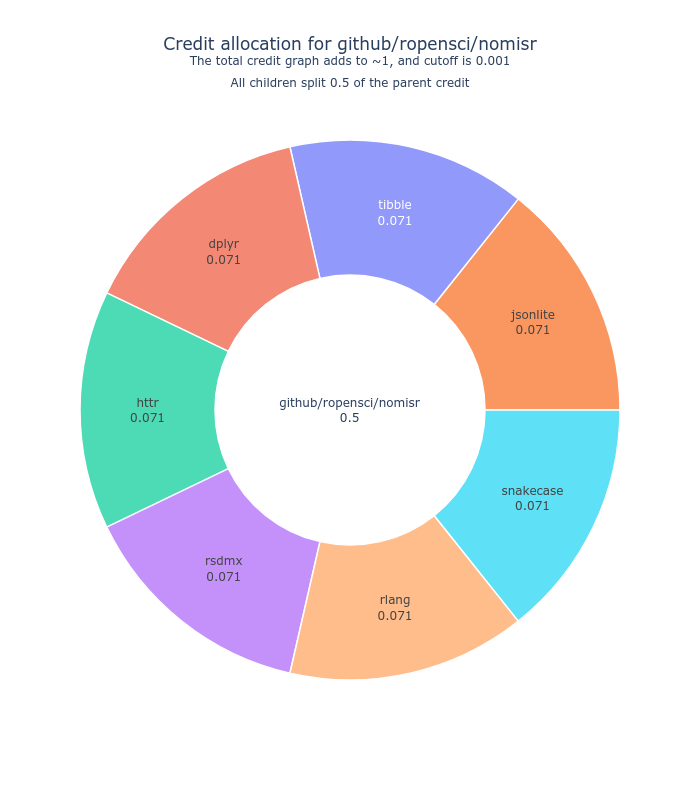 Credit allocation for github/ropensci/nomisr
The total credit graph adds to ~1, and cutoff is 0.001
All children split 0.5 of the parent credit
tibble
0.071
dplyr
0.071
jsonlite
0.071
httr
0.071
github/ropensci/nomisr
0.5
snakecase
0.071
rsdmx
0.071
rlang
0.071